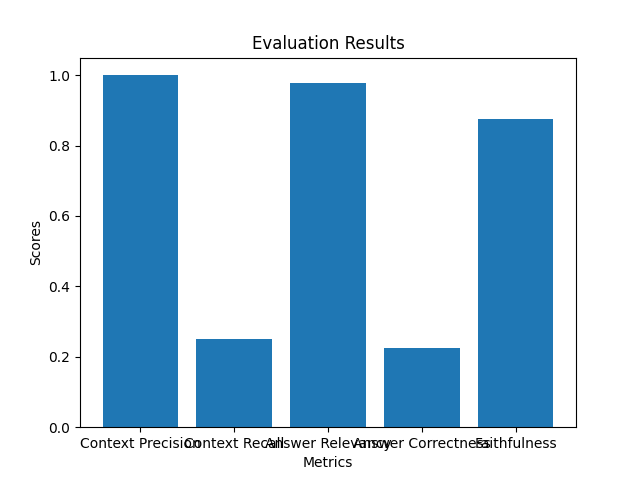 Evaluation Results
1.0
0.8
0.6
0.4
0.2
0.0
Scores
Context Precision
Context Recall
Answer Relevancy
Answer Correctness
Faithfulness
Metrics